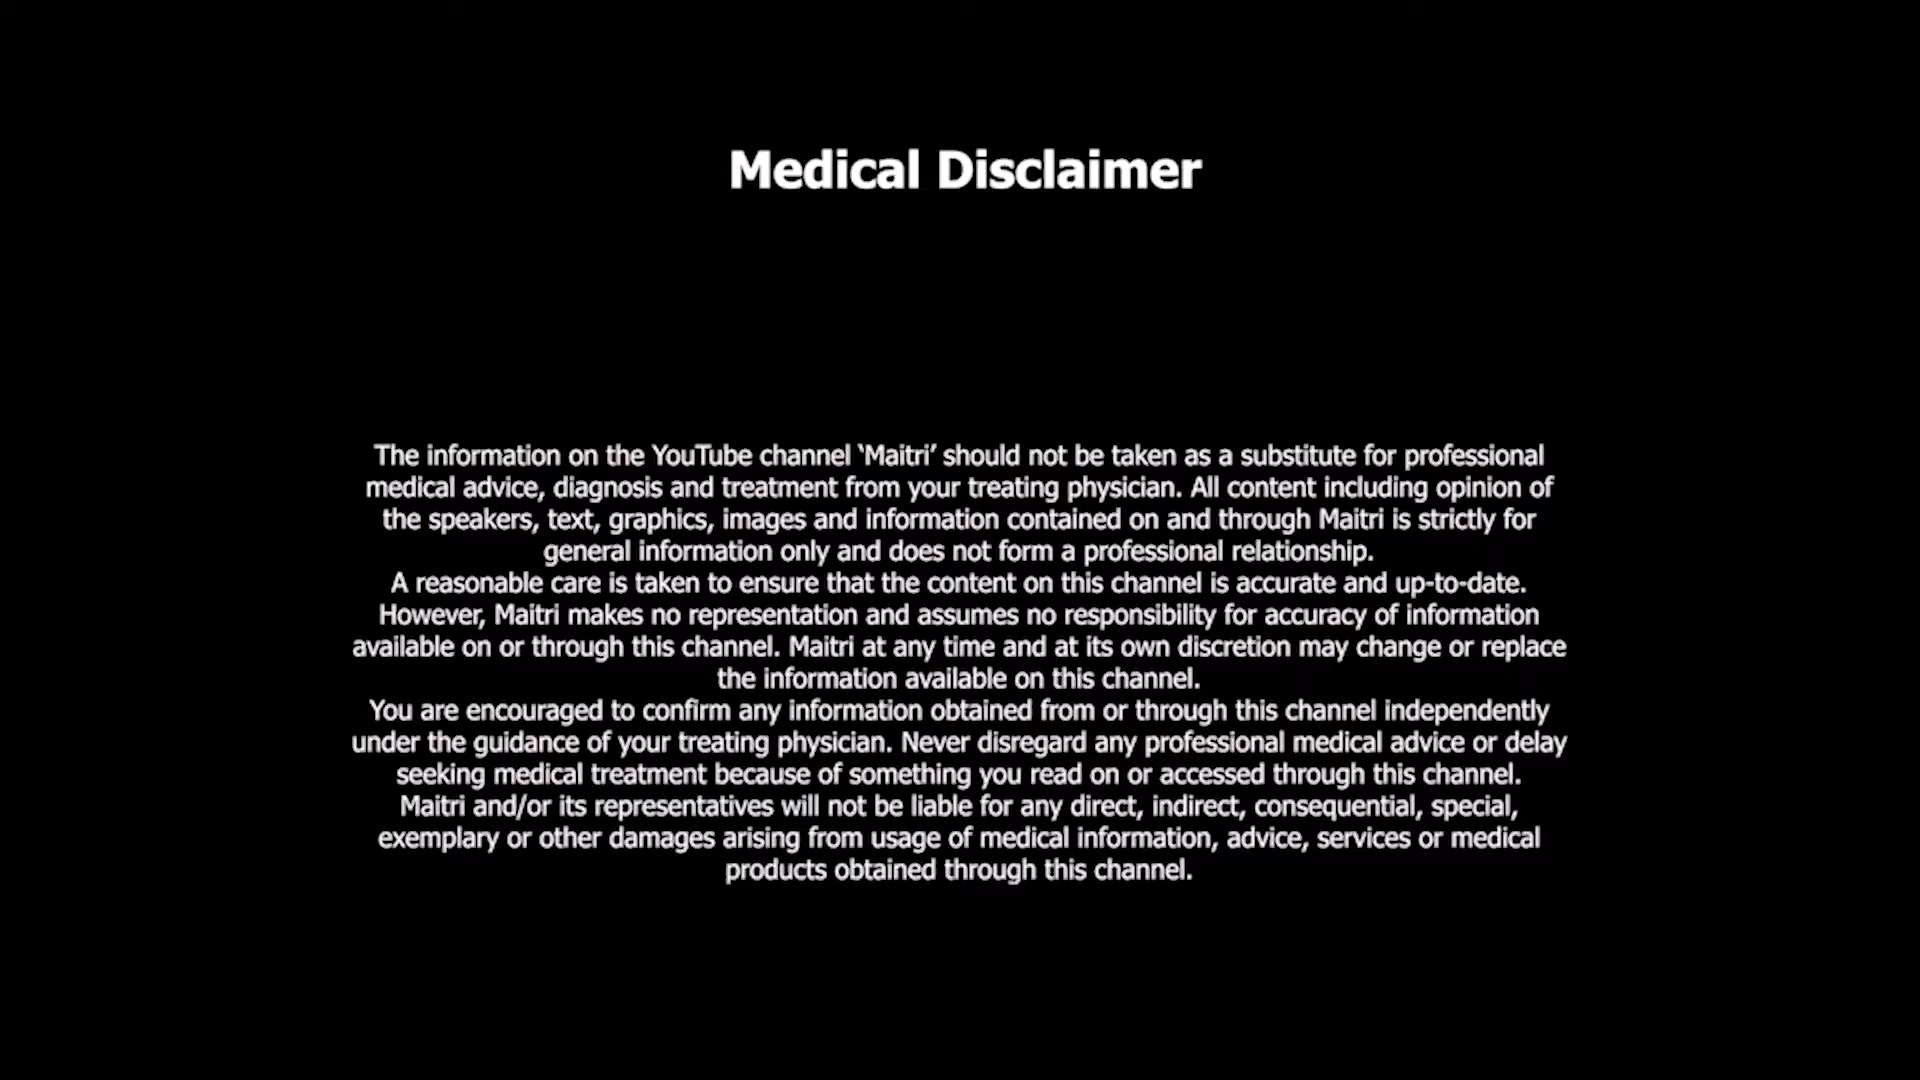 Medical Disclaimer
The information on the YouTube channel ‘Maitri’ should not be taken as a substitute for professional
medical advice, diagnosis and treatment from your treating physician. All content including opinion of
the speakers, text, graphics, images and information contained on and through Maitri is strictly for
general information only and does not form a professional relationship.
A reasonable care is taken to ensure that the content on this channel is accurate and up-to-date.
However, Maitri makes no representation and assumes no responsibility for accuracy of information
available on or through this channel. Maitri at any time and at its own discretion may change or replace
the information available on this channel.
You are encouraged to confirm any information obtained from or through this channel independently
under the guidance of your treating physician. Never disregard any professional medical advice or delay
seeking medical treatment because of something you read on or accessed through this channel.
Maitri and/or its representatives will not be liable for any direct, indirect, consequential, special,
exemplary or other damages arising from usage of medical information, advice, services or medical
products obtained through this channel.